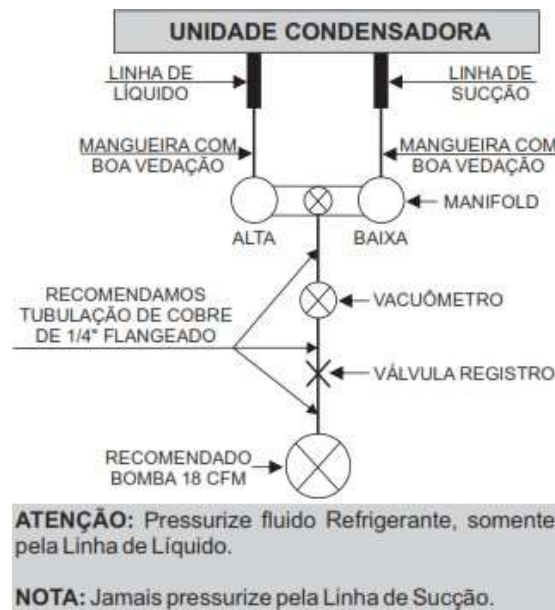 UNIDADE CONDENSADORA
LINHA DE
LÍQUIDO
LINHA DE
SUCÇÃO
MANGUEIRA COM
BOA VEDAÇÃO
MANGUEIRA COM
BOA VEDAÇÃO
MANIFOLD
ALTA
BAIXA
RECOMENDAMOS
TUBULAÇÃO DE COBRE
DE 1/4" FLANGEADO
VACUÔMETRO
VÁLVULA REGISTRO
RECOMENDADO
BOMBA 18 CFM
ATENÇÃO: Pressurize fluido Refrigerante, somente
pela Linha de Líquido.
NOTA: Jamais pressurize pela Linha de Sucção.